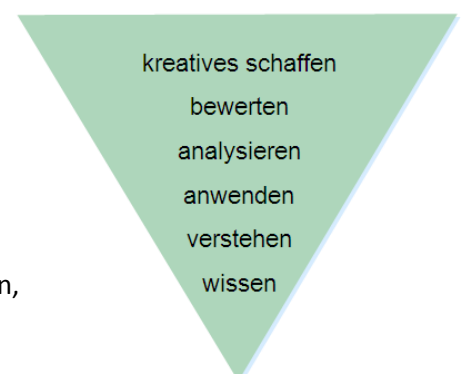 kreatives schaffen
bewerten
analysieren
anwenden
verstehen
wissen
n,